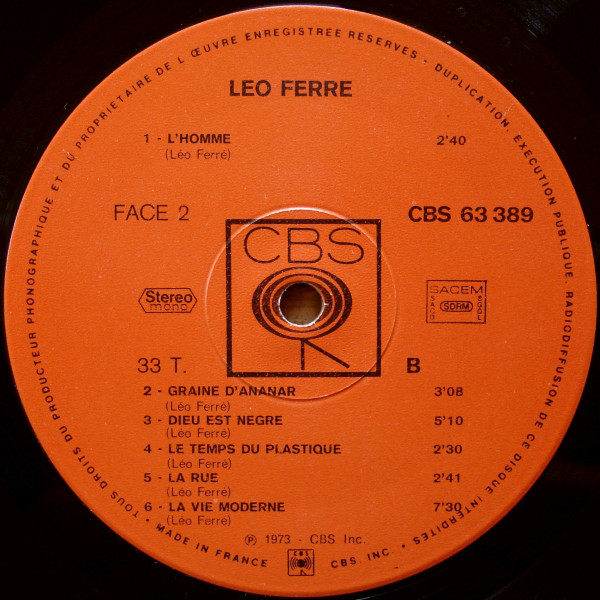 TOUS DROITS DU PRODUCTEUR PHONOGRAPHIQUE ET DU PROPRIETAIRE DE L'ŒUVRE ENREGISTREE RESERVES - DUPLICATION, EXECUTION PUBLIQUE, RADIODIFFUSION DE CE DISQUE INTERDITES •
LEO FERRE
1 - L'HOMME 2'40
(Léo Ferré)
FACE 2 CBS 63 389
CBS
Stereo
mono
SACEM
SACD SDRM SGDL
33 T. B
2 - GRAINE D'ANANAR 3'08
(Léo Ferré)
3 - DIEU EST NEGRE 5'10
(Léo Ferré)
4 - LE TEMPS DU PLASTIQUE 2'30
(Léo Ferré)
5 - LA RUE 2'41
(Léo Ferré)
6 - LA VIE MODERNE 7'30
(Léo Ferré)
℗ 1973 - CBS Inc.
• MADE IN FRANCE CBS CBS. INC. •